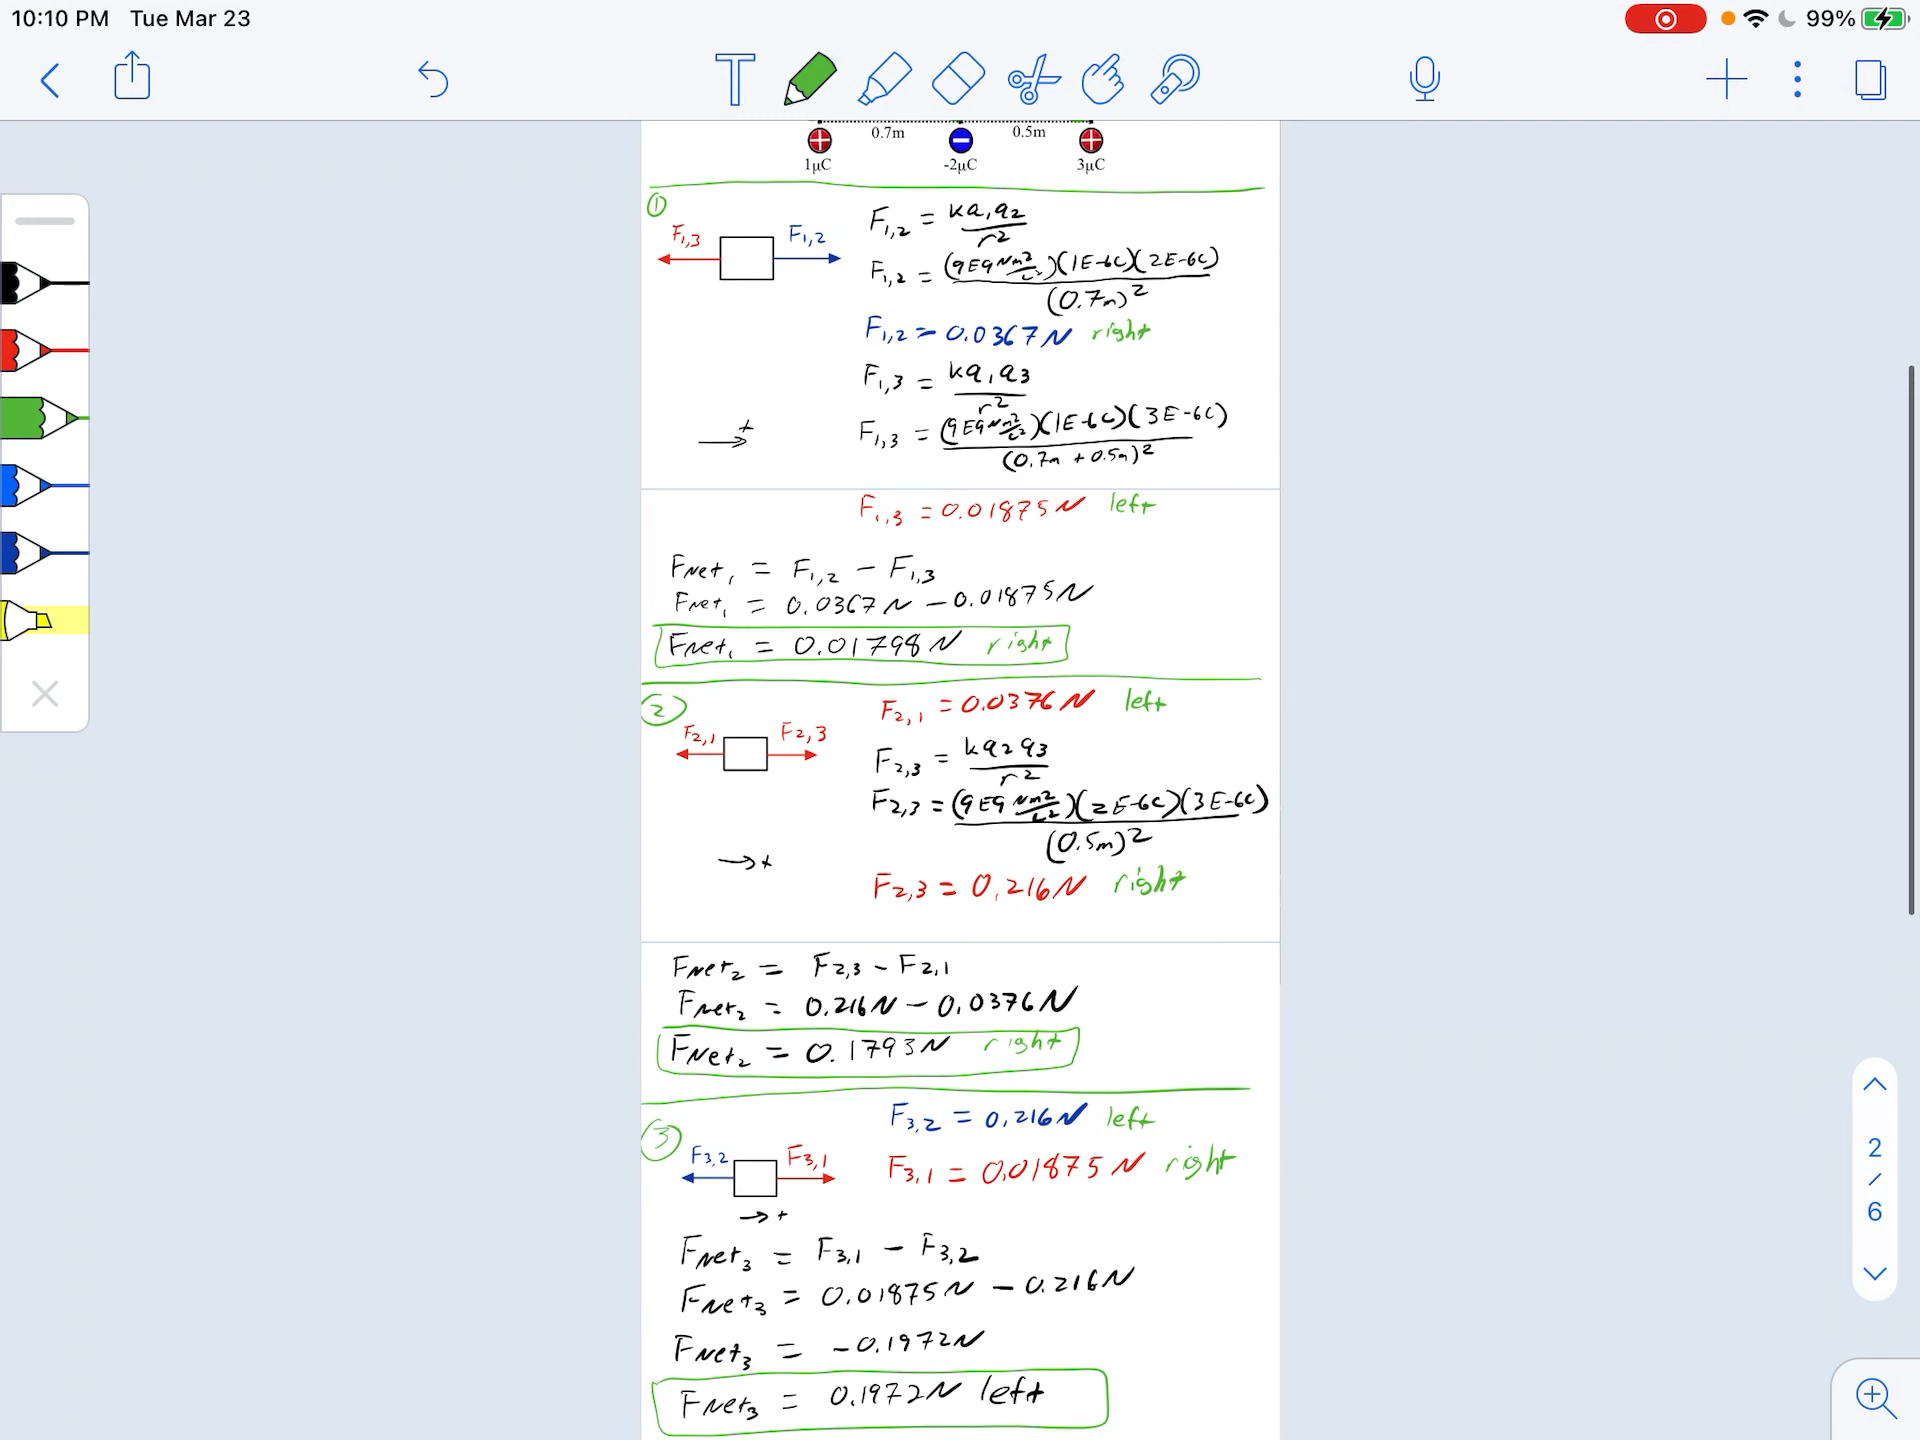 10:10 PM Tue Mar 23
99%
0.7m 0.5m
1μC -2μC 3μC
①
F1,3 F1,2
F1,2 = kq1q2 / r²
F1,2 = (9E9 Nm²/C²)(1E-6C)(2E-6C) / (0.7m)²
F1,2 = 0.0367N right
F1,3 = kq1q3 / r²
→+
F1,3 = (9E9 Nm²/C²)(1E-6C)(3E-6C) / (0.7m + 0.5m)²
F1,3 = 0.01875N left
Fnet1 = F1,2 - F1,3
Fnet1 = 0.0367N - 0.01875N
Fnet1 = 0.01798N right
②
F2,1 = 0.0376N left
F2,1 F2,3
F2,3 = kq2q3 / r²
F2,3 = (9E9 Nm²/C²)(2E-6C)(3E-6C) / (0.5m)²
→+
F2,3 = 0.216N right
Fnet2 = F2,3 - F2,1
Fnet2 = 0.216N - 0.0376N
Fnet2 = 0.1793N right
③
F3,2 = 0.216N left
F3,2 F3,1
F3,1 = 0.01875N right
→+
Fnet3 = F3,1 - F3,2
Fnet3 = 0.01875N - 0.216N
Fnet3 = -0.1972N
Fnet3 = 0.1972N left
2
/
6